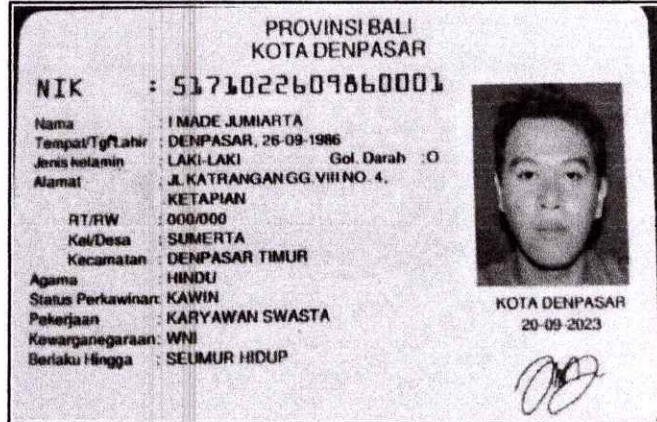 PROVINSI BALI
KOTA DENPASAR
NIK : 5171022609860001
Nama : I MADE JUMIARTA
Tempat/Tgl Lahir : DENPASAR, 26-09-1986
Jenis kelamin : LAKI-LAKI Gol. Darah :O
Alamat : JL KATRANGAN GG. VIII NO. 4,
KETAPIAN
RT/RW : 000/000
Kel/Desa : SUMERTA
Kecamatan : DENPASAR TIMUR
Agama : HINDU
Status Perkawinan: KAWIN
Pekerjaan : KARYAWAN SWASTA
Kewarganegaraan: WNI
Berlaku Hingga : SEUMUR HIDUP
KOTA DENPASAR
20-09-2023